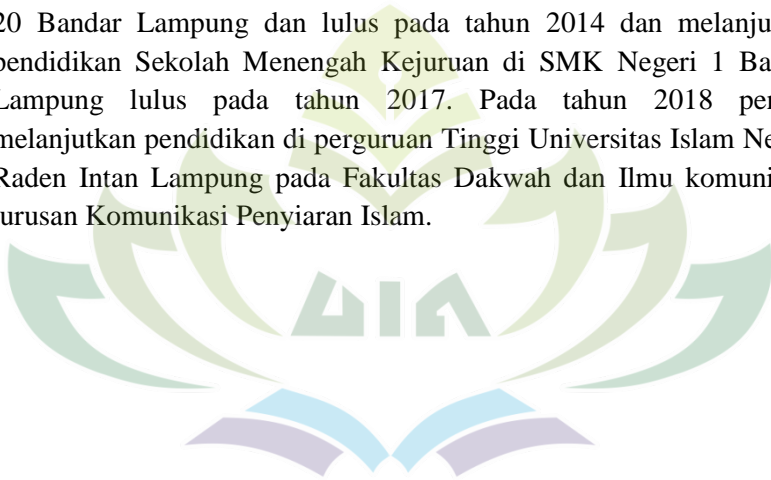 20 Bandar Lampung dan lulus pada tahun 2014 dan melanju
pendidikan Sekolah Menengah Kejuruan di SMK Negeri 1 Ba
Lampung lulus pada tahun 2017. Pada tahun 2018 per
melanjutkan pendidikan di perguruan Tinggi Universitas Islam Ne
Raden Intan Lampung pada Fakultas Dakwah dan Ilmu komuni
urusan Komunikasi Penyiaran Islam.
UIN